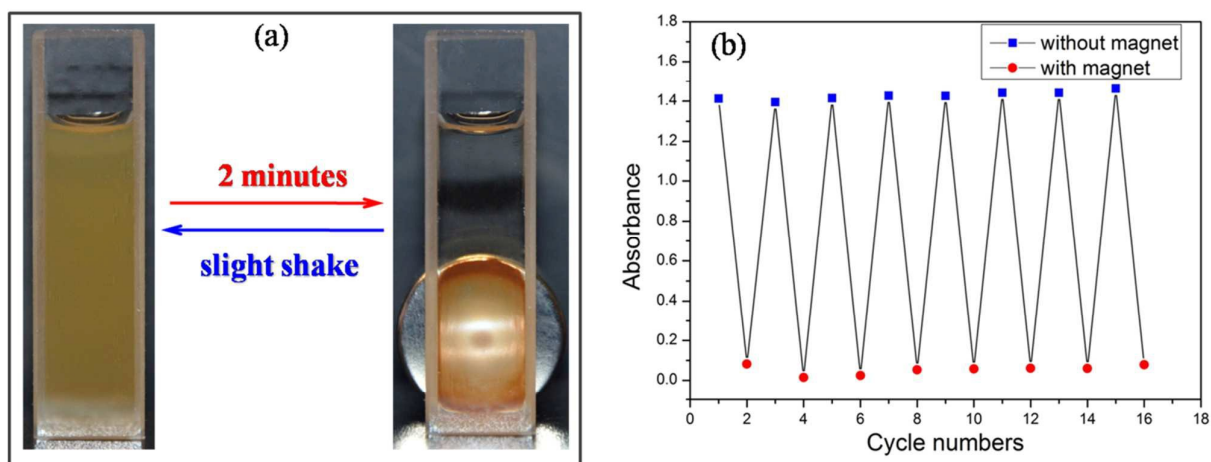 (a)
2 minutes
slight shake
(b)
without magnet
with magnet
Absorbance
1.8
1.6
1.4
1.2
1.0
0.8
0.6
0.4
0.2
0.0
0 2 4 6 8 10 12 14 16 18
Cycle numbers